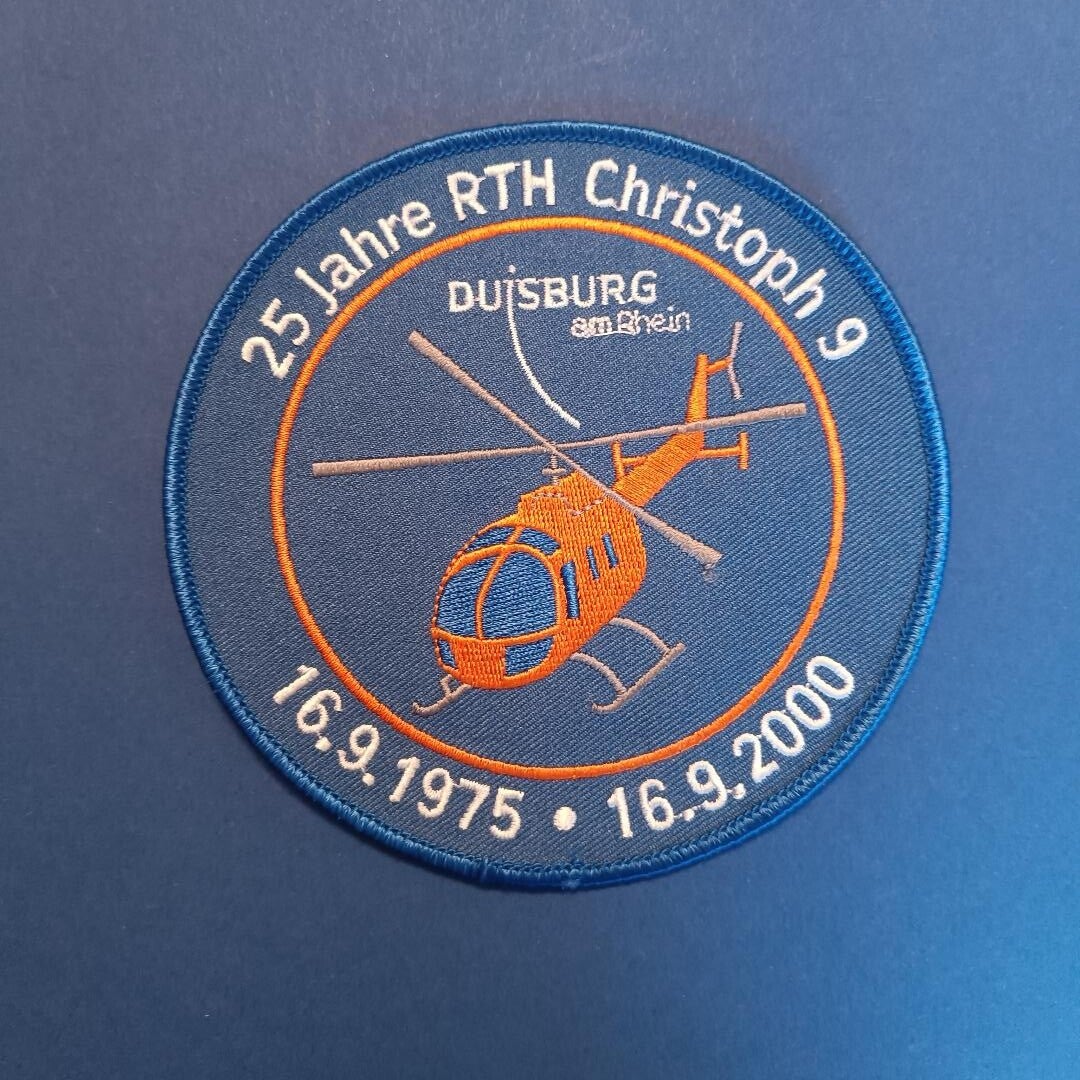 25 Jahre RTH Christoph 9
DUiSBURG
am Rhein
16.9.1975 • 16.9.2000